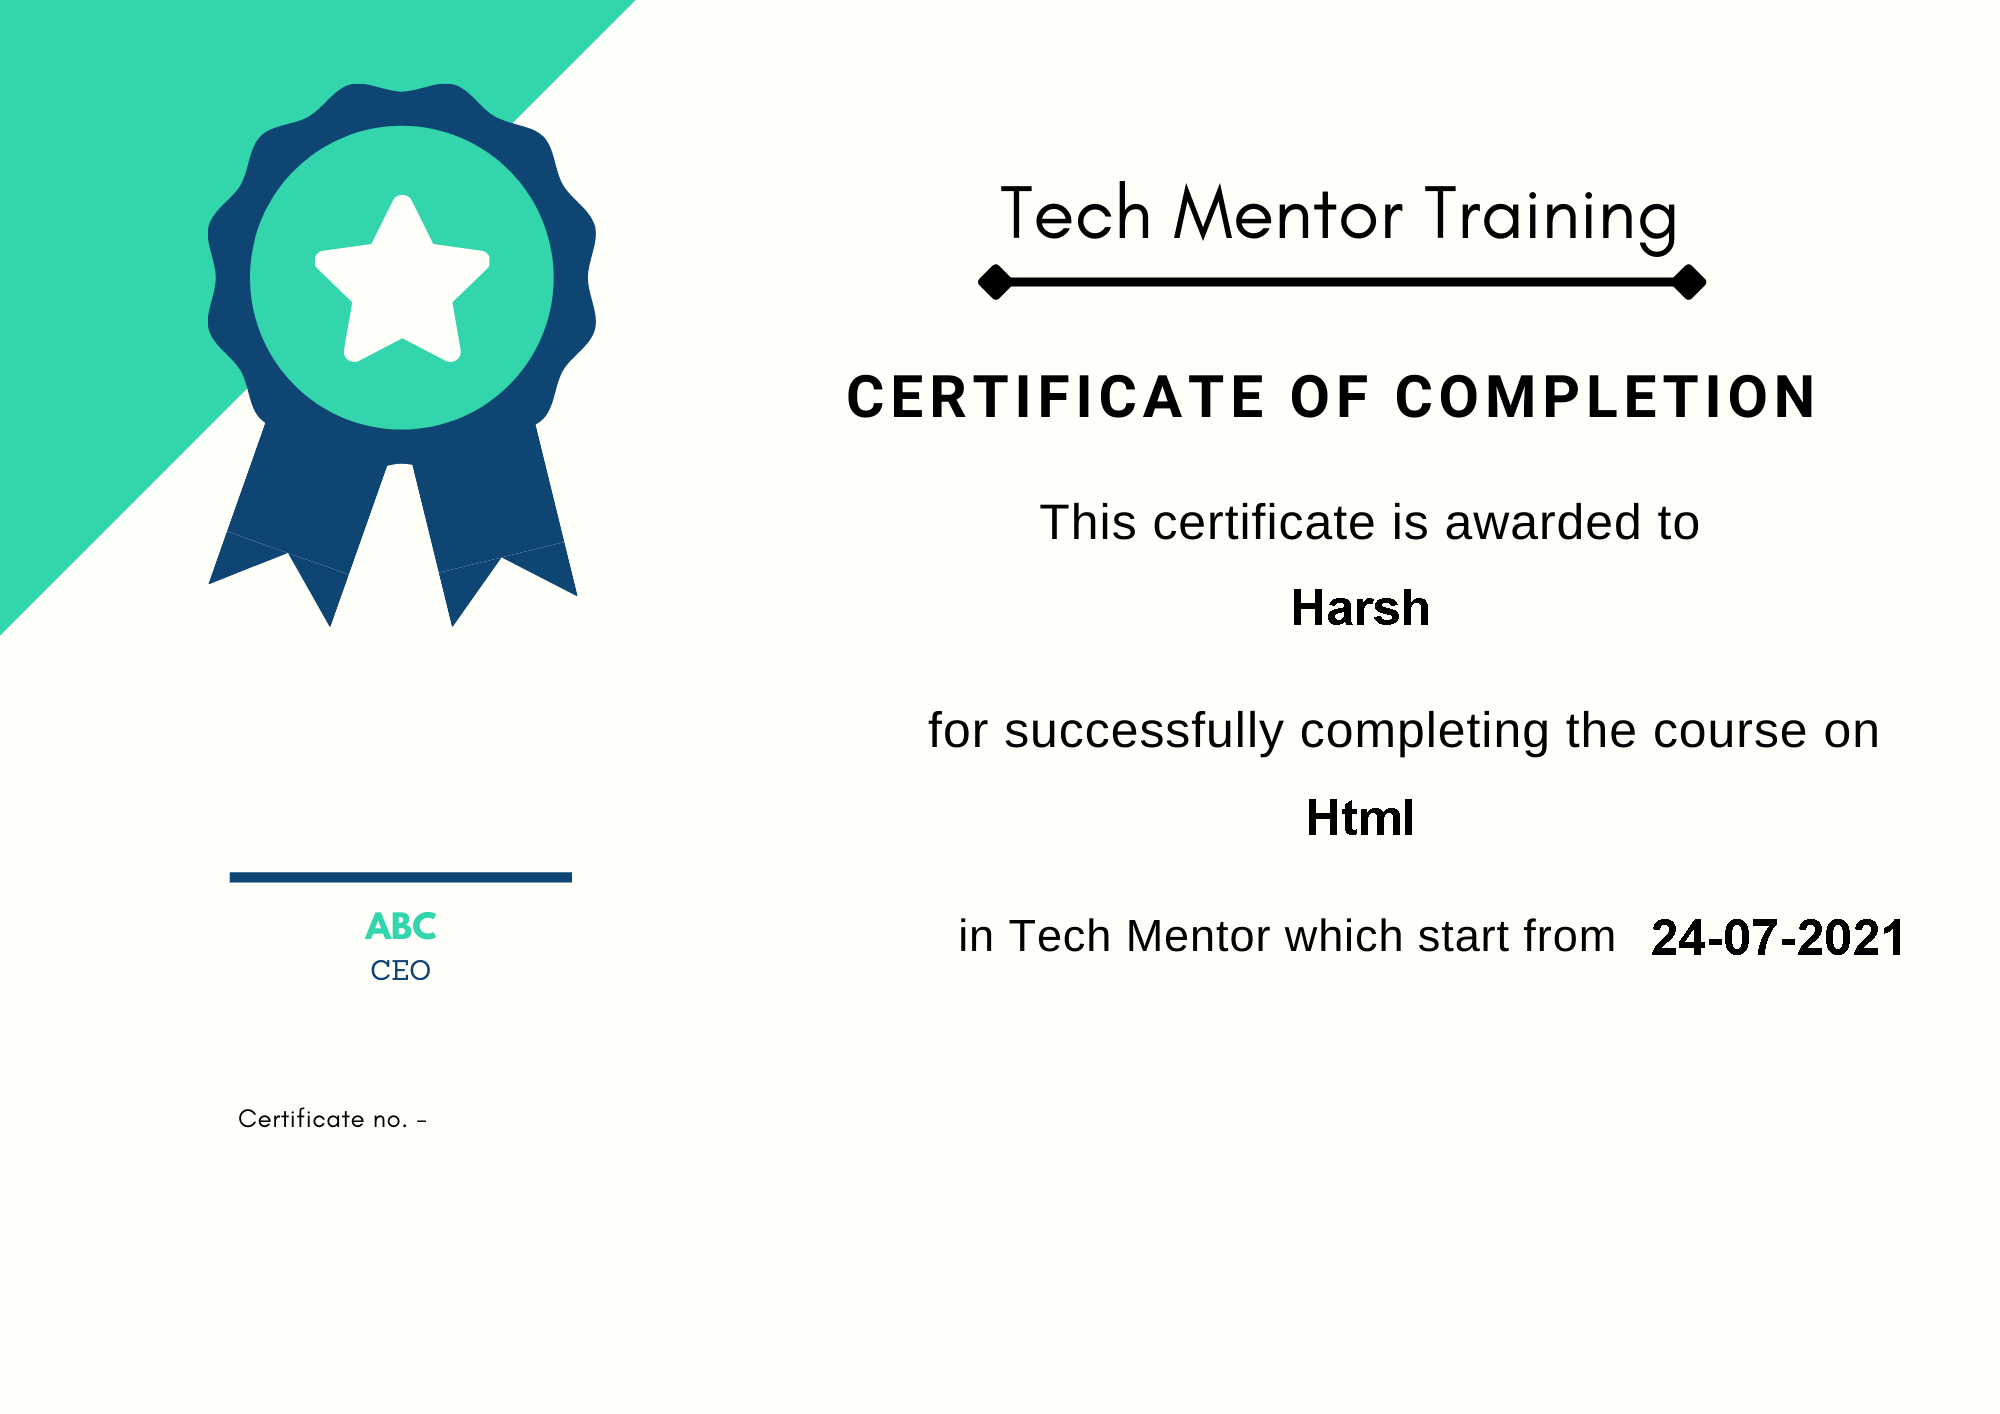 Tech Mentor Training
CERTIFICATE OF COMPLETION
This certificate is awarded to
Harsh
for successfully completing the course on
Html
in Tech Mentor which start from 24-07-2021
ABC
CEO
Certificate no. -